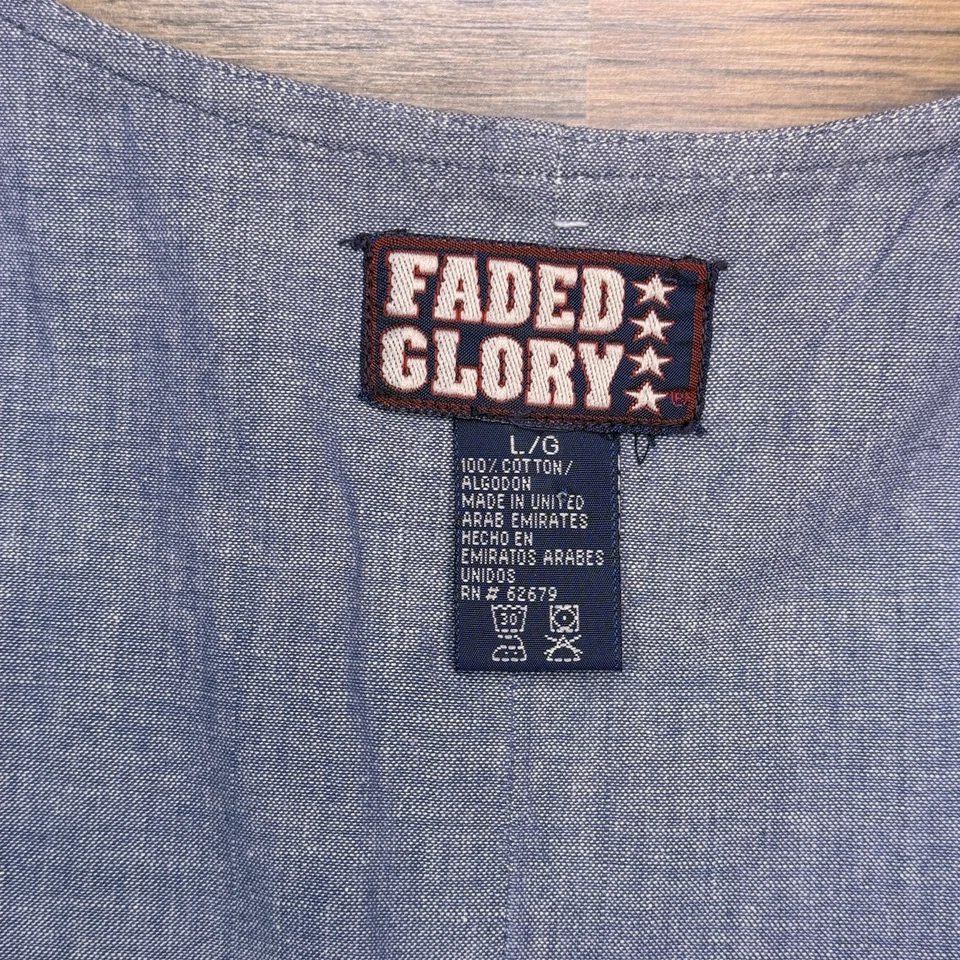 FADED
GLORY
®
L/G
100% COTTON/
ALGODON
MADE IN UNITED
ARAB EMIRATES
HECHO EN
EMIRATOS ARABES
UNIDOS
RN # 62679
30